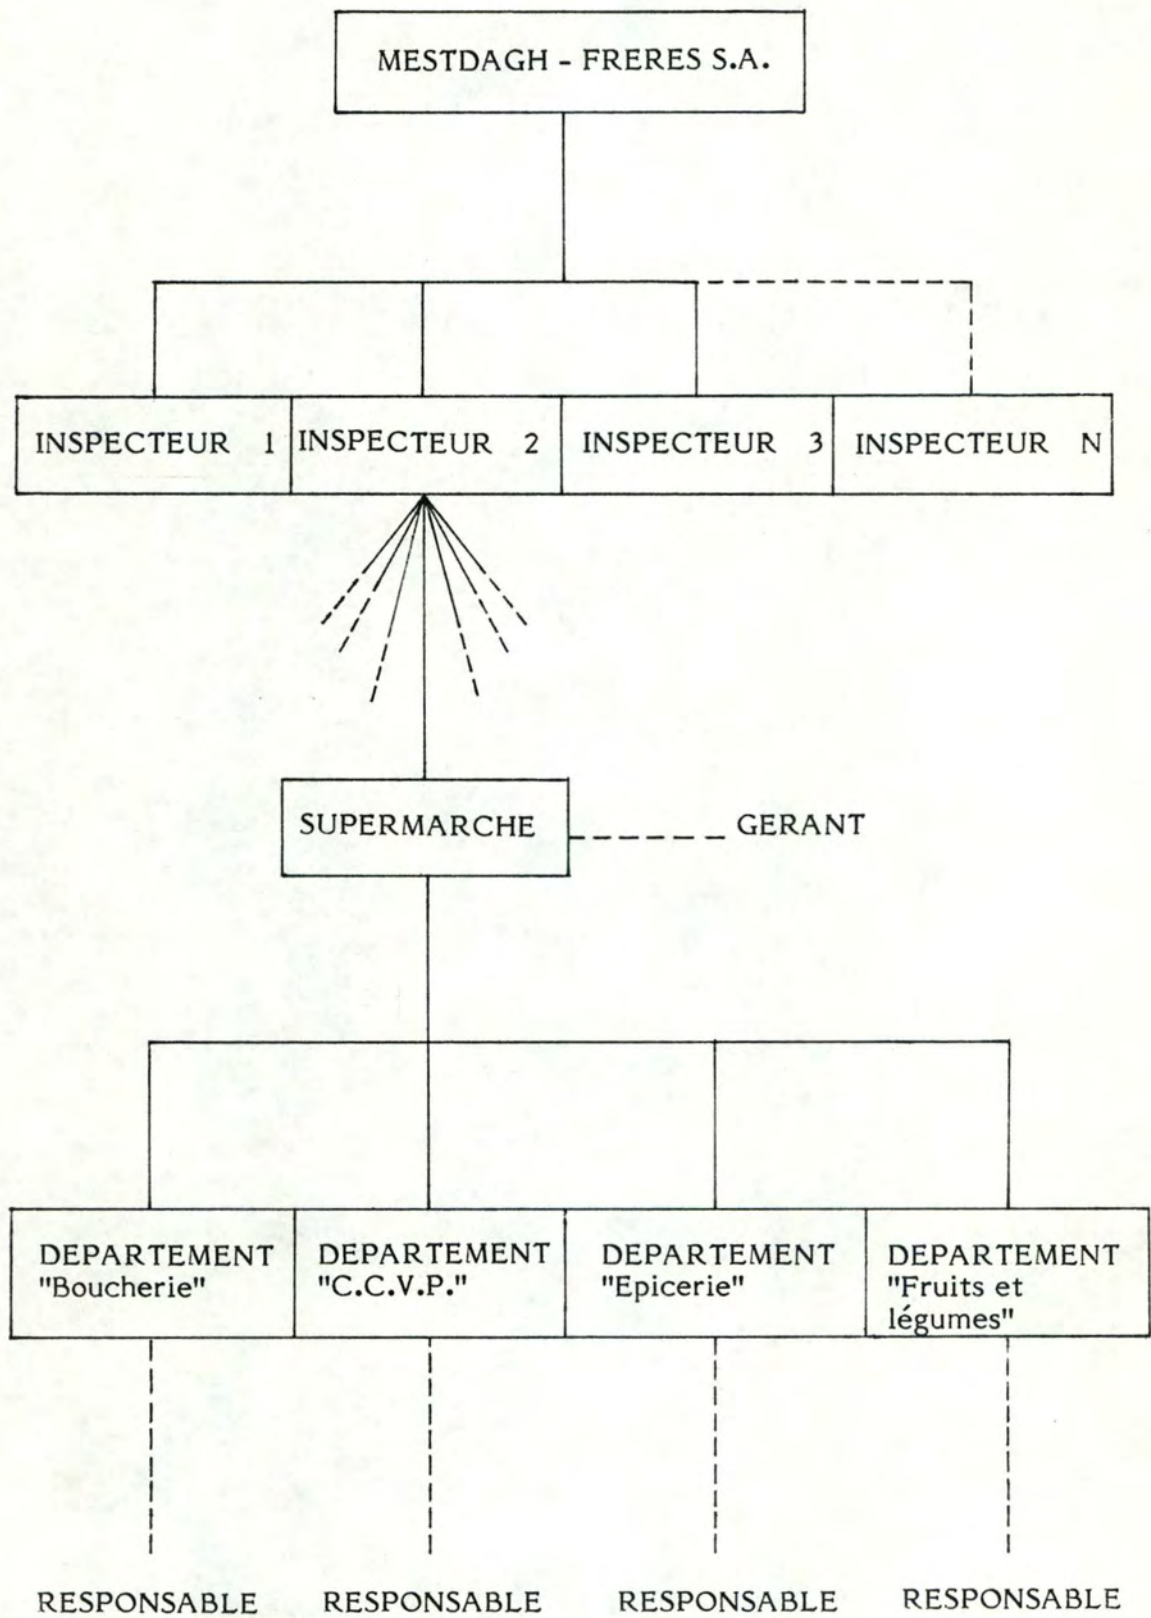 MESTDAGH - FRERES S.A.
INSPECTEUR 1 INSPECTEUR 2 INSPECTEUR 3 INSPECTEUR N
SUPERMARCHE
GERANT
DEPARTEMENT
"Boucherie"
DEPARTEMENT
"C.C.V.P."
DEPARTEMENT
"Epicerie"
DEPARTEMENT
"Fruits et
légumes"
RESPONSABLE RESPONSABLE RESPONSABLE RESPONSABLE